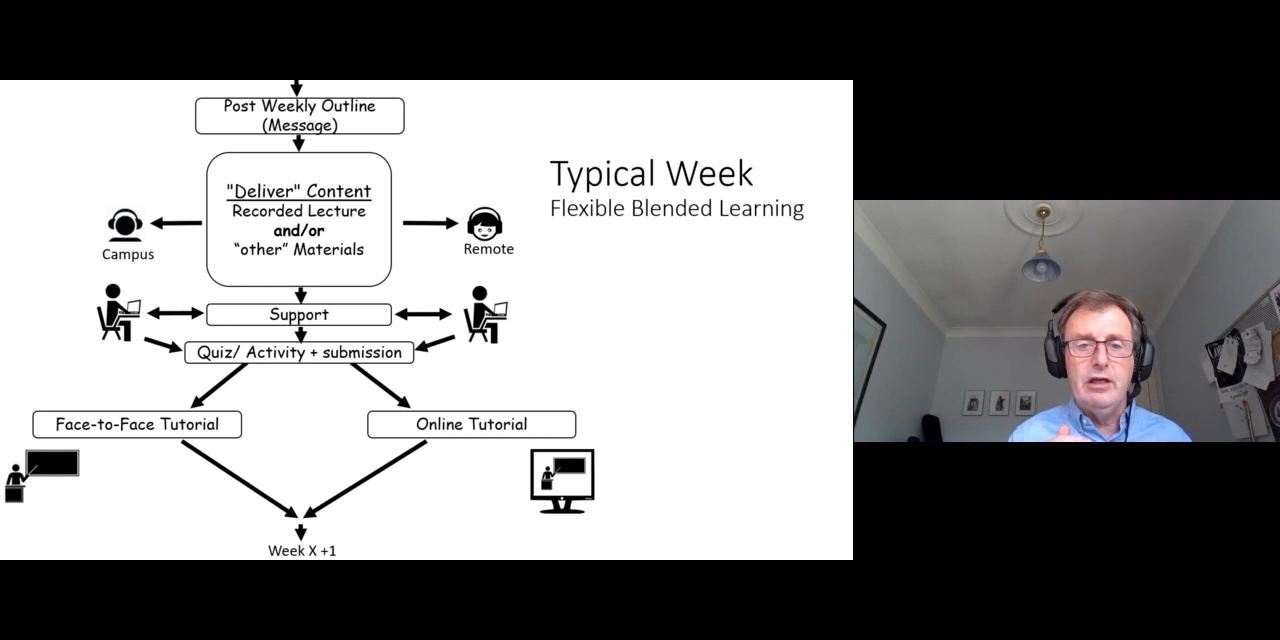 Post Weekly Outline
(Message)
Typical Week
Flexible Blended Learning
"Deliver" Content
Recorded Lecture
and/or
“other” Materials
Campus
Remote
Support
Quiz/ Activity + submission
Face-to-Face Tutorial
Online Tutorial
Week X +1